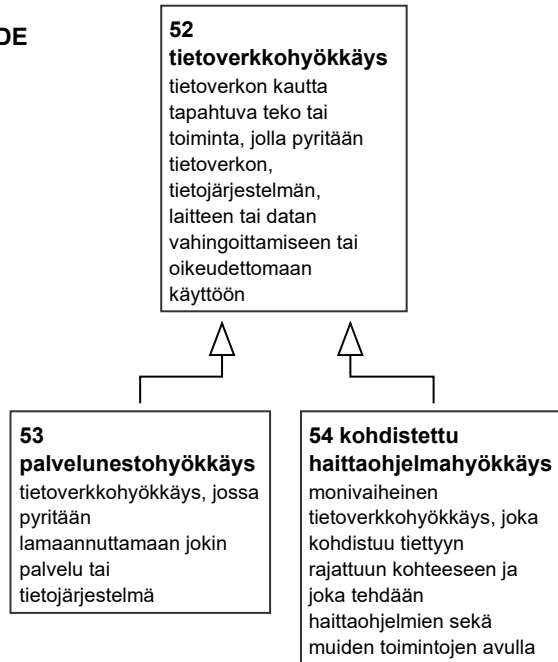 DE
52
tietoverkkohyökkäys
tietoverkon kautta
tapahtuva teko tai
toiminta, jolla pyritään
tietoverkon,
tietojärjestelmän,
laitteen tai datan
vahingoittamiseen tai
oikeudettomaan
käyttöön
53
palvelunestohyökkäys
tietoverkkohyökkäys, jossa
pyritään
lamaannuttamaan jokin
palvelu tai
tietojärjestelmä
54 kohdistettu
haittaohjelmahyökkäys
monivaiheinen
tietoverkkohyökkäys, joka
kohdistuu tiettyyn
rajattuun kohteeseen ja
joka tehdään
haittaohjelmien sekä
muiden toimintojen avulla